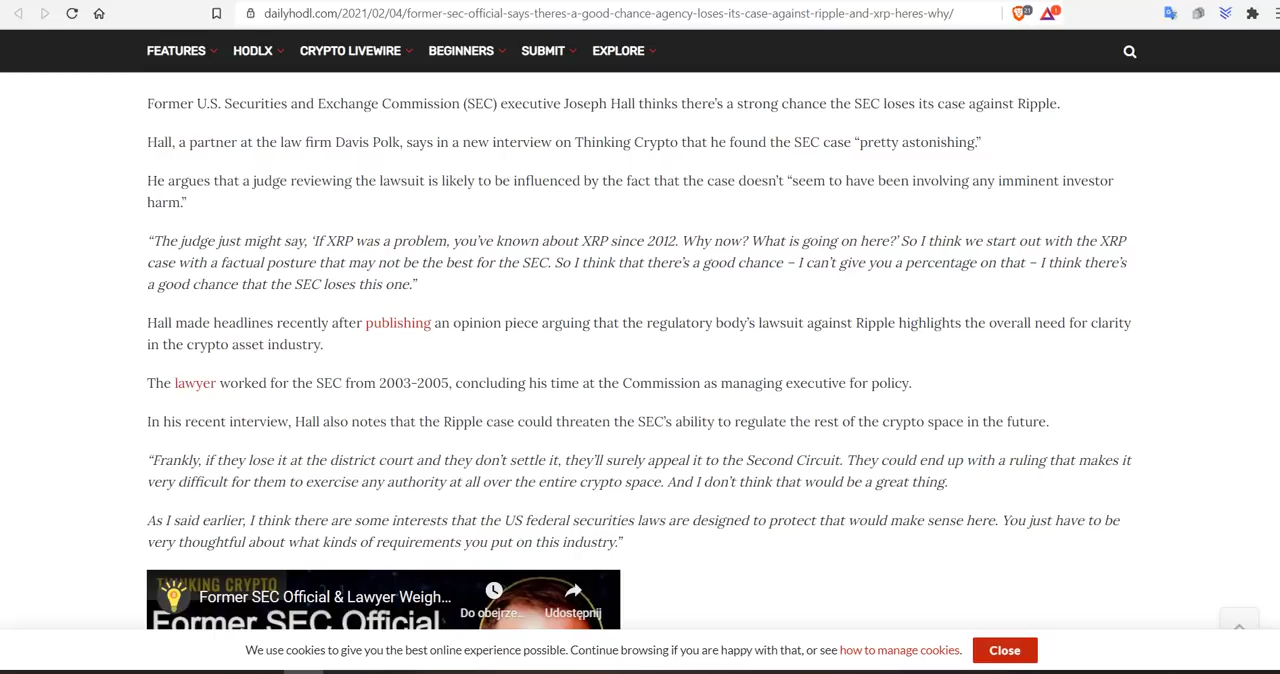 dailyhodl.com/2021/02/04/former-sec-official-says-theres-a-good-chance-agency-loses-its-case-against-ripple-and-xrp-heres-why/
21
1
FEATURES HODLX CRYPTO LIVEWIRE BEGINNERS SUBMIT EXPLORE
Former U.S. Securities and Exchange Commission (SEC) executive Joseph Hall thinks there’s a strong chance the SEC loses its case against Ripple.
Hall, a partner at the law firm Davis Polk, says in a new interview on Thinking Crypto that he found the SEC case “pretty astonishing.”
He argues that a judge reviewing the lawsuit is likely to be influenced by the fact that the case doesn’t “seem to have been involving any imminent investor
harm.”
“The judge just might say, ‘If XRP was a problem, you’ve known about XRP since 2012. Why now? What is going on here?’ So I think we start out with the XRP
case with a factual posture that may not be the best for the SEC. So I think that there’s a good chance – I can’t give you a percentage on that – I think there’s
a good chance that the SEC loses this one.”
Hall made headlines recently after publishing an opinion piece arguing that the regulatory body’s lawsuit against Ripple highlights the overall need for clarity
in the crypto asset industry.
The lawyer worked for the SEC from 2003-2005, concluding his time at the Commission as managing executive for policy.
In his recent interview, Hall also notes that the Ripple case could threaten the SEC’s ability to regulate the rest of the crypto space in the future.
“Frankly, if they lose it at the district court and they don’t settle it, they’ll surely appeal it to the Second Circuit. They could end up with a ruling that makes it
very difficult for them to exercise any authority at all over the entire crypto space. And I don’t think that would be a great thing.
As I said earlier, I think there are some interests that the US federal securities laws are designed to protect that would make sense here. You just have to be
very thoughtful about what kinds of requirements you put on this industry.”
THINKING CRYPTO
Former SEC Official & Lawyer Weigh...
Do obejrze... Udostępnij
Former SEC Official
We use cookies to give you the best online experience possible. Continue browsing if you are happy with that, or see how to manage cookies. Close